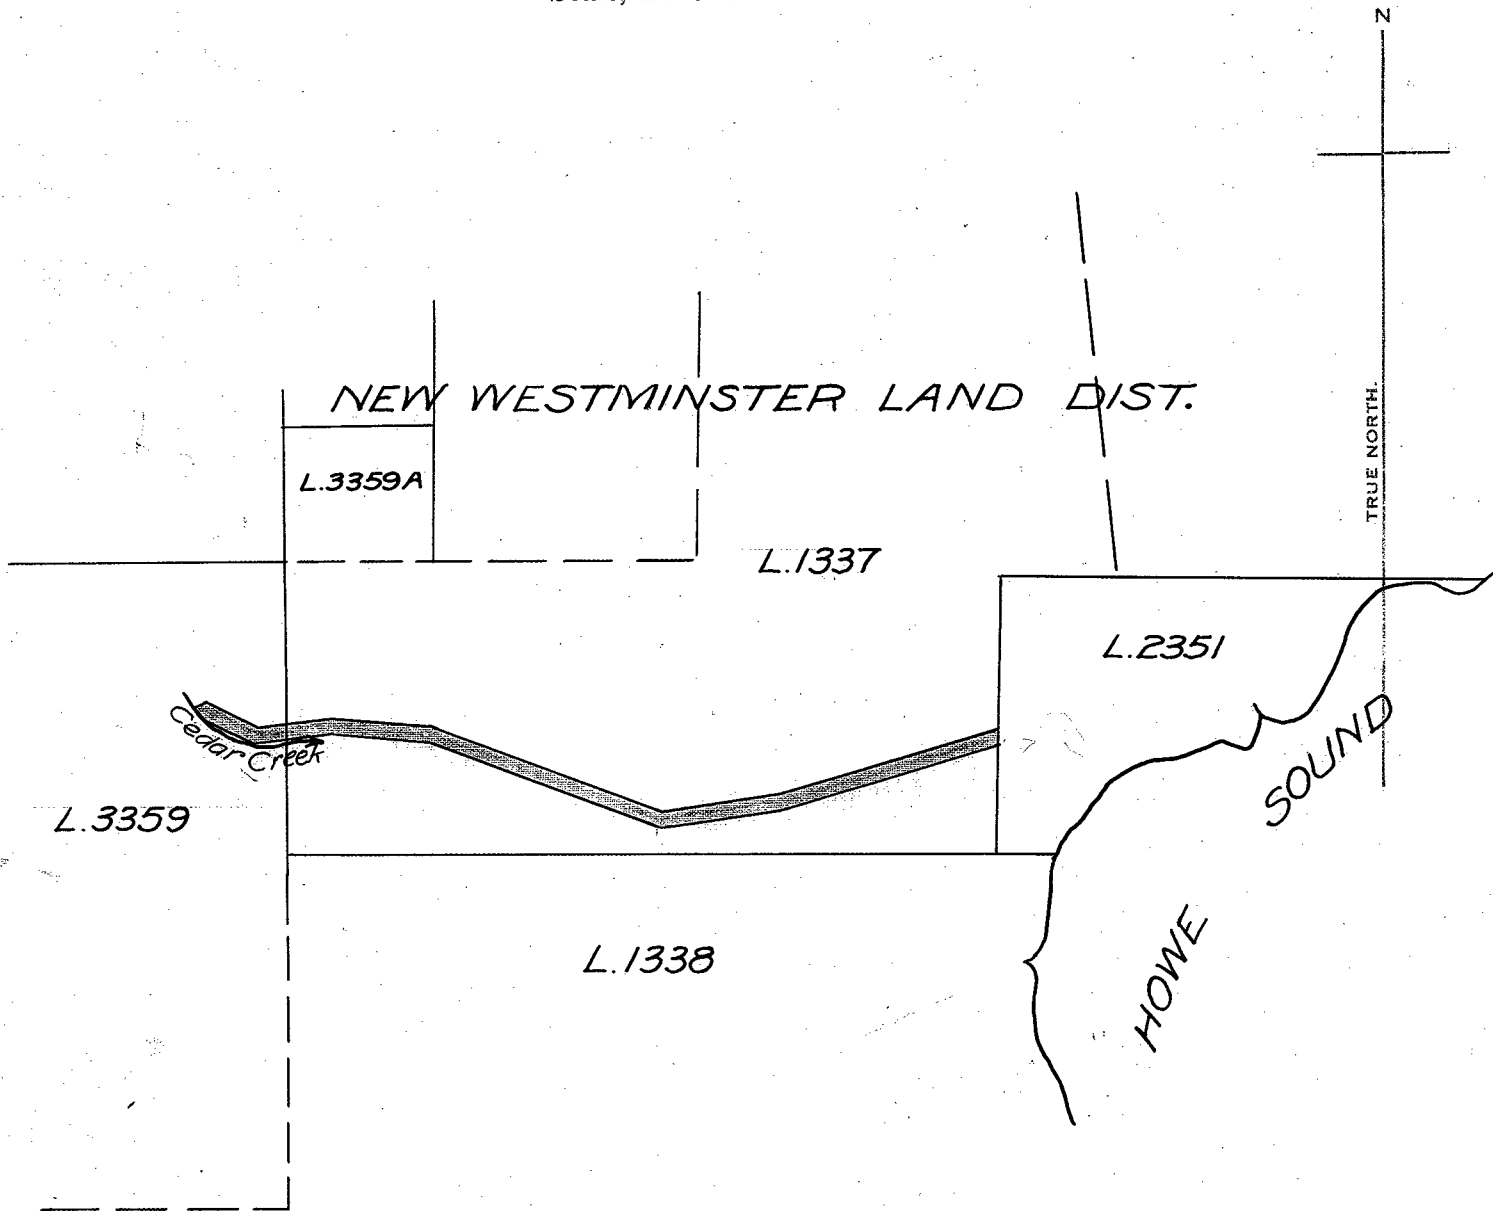 N
TRUE NORTH.
NEW WESTMINSTER LAND DIST.
L.3359A
L.1337
L.2351
Cedar Creek
SOUND
L.3359
HOWE
L.1338